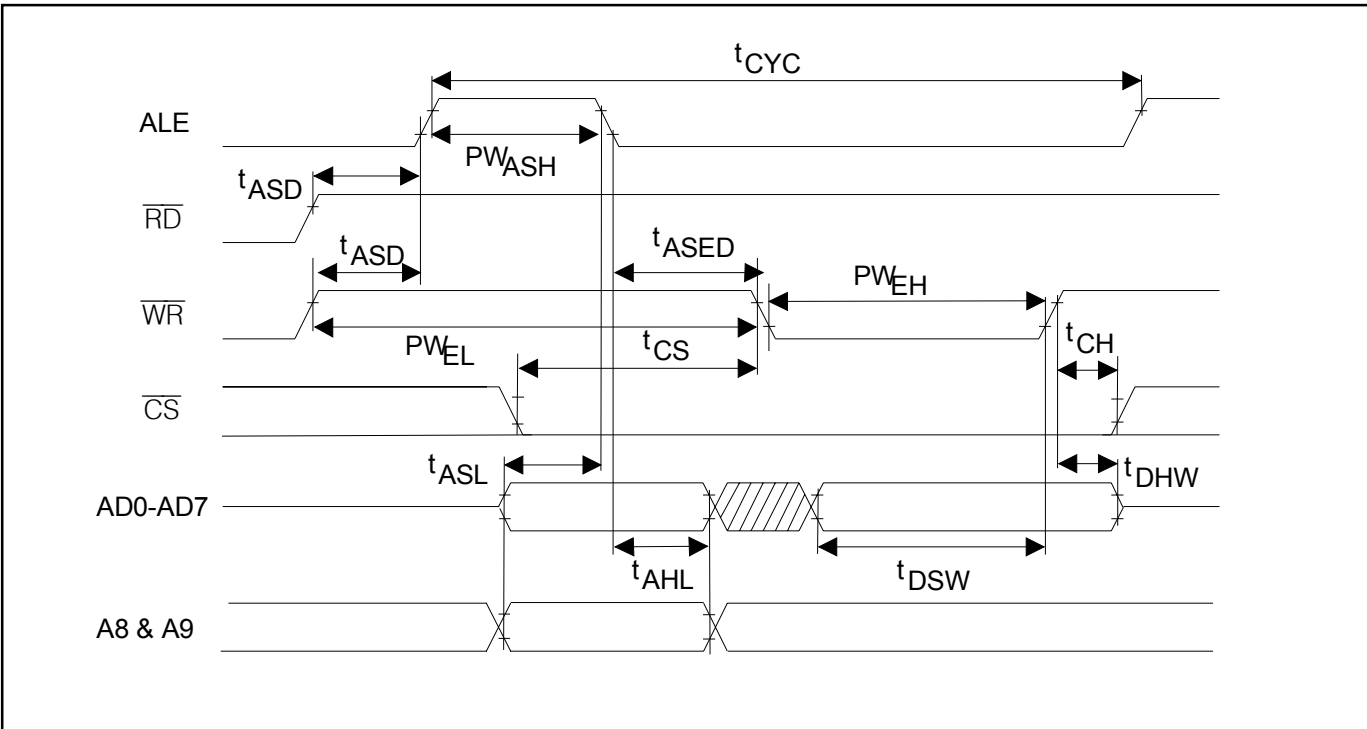 tCYC
ALE
PWASH
tASD
RD
tASD
tASED
PWEH
WR
PWEL
tCS
tCH
CS
tASL
tDHW
AD0-AD7
tAHL
tDSW
A8 & A9